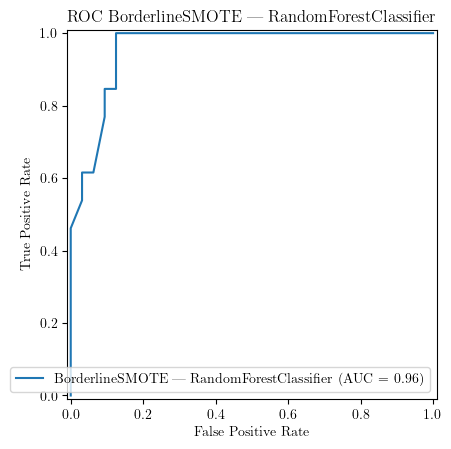 ROC BorderlineSMOTE — RandomForestClassifier
1.0
0.8
0.6
0.4
0.2
0.0
True Positive Rate
BorderlineSMOTE — RandomForestClassifier (AUC = 0.96)
0.0 0.2 0.4 0.6 0.8 1.0
False Positive Rate